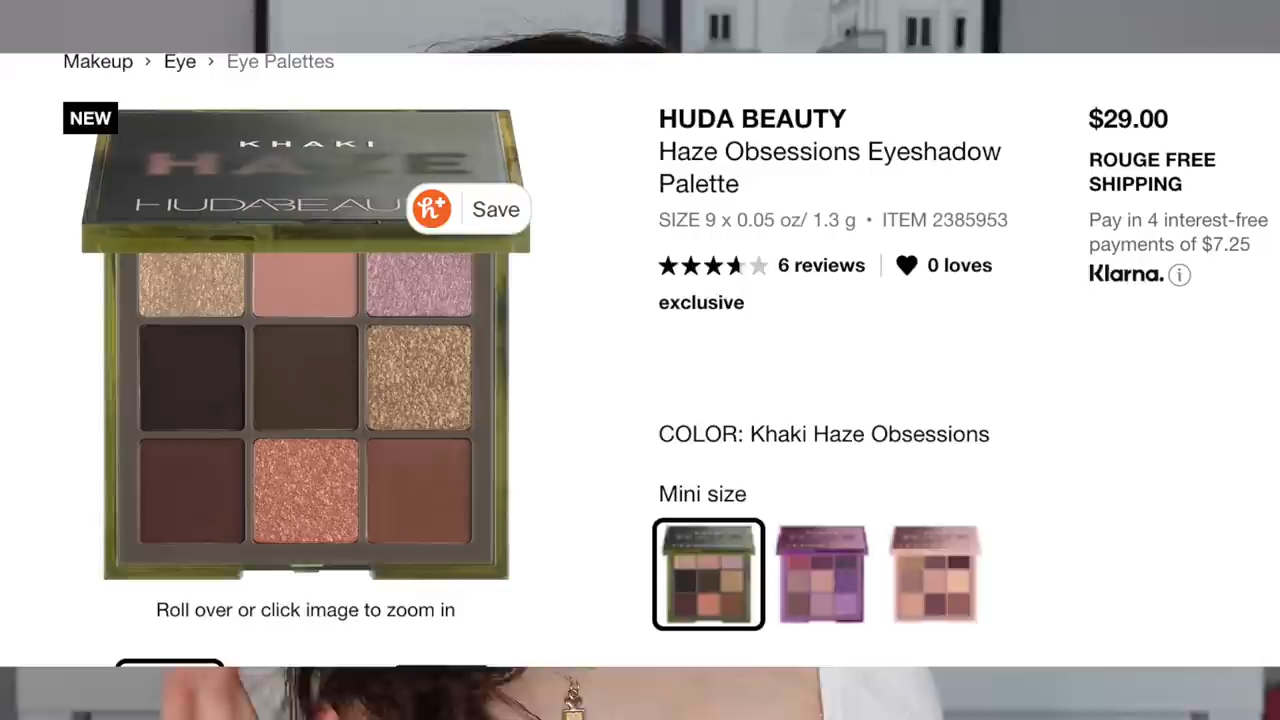 Makeup › Eye › Eye Palettes
NEW
KHAKI
HAZE
HUDABEAU
Save
HUDA BEAUTY
Haze Obsessions Eyeshadow
Palette
SIZE 9 x 0.05 oz/ 1.3 g • ITEM 2385953
6 reviews
0 loves
exclusive
$29.00
ROUGE FREE
SHIPPING
Pay in 4 interest-free
payments of $7.25
Klarna.
COLOR: Khaki Haze Obsessions
Mini size
Roll over or click image to zoom in